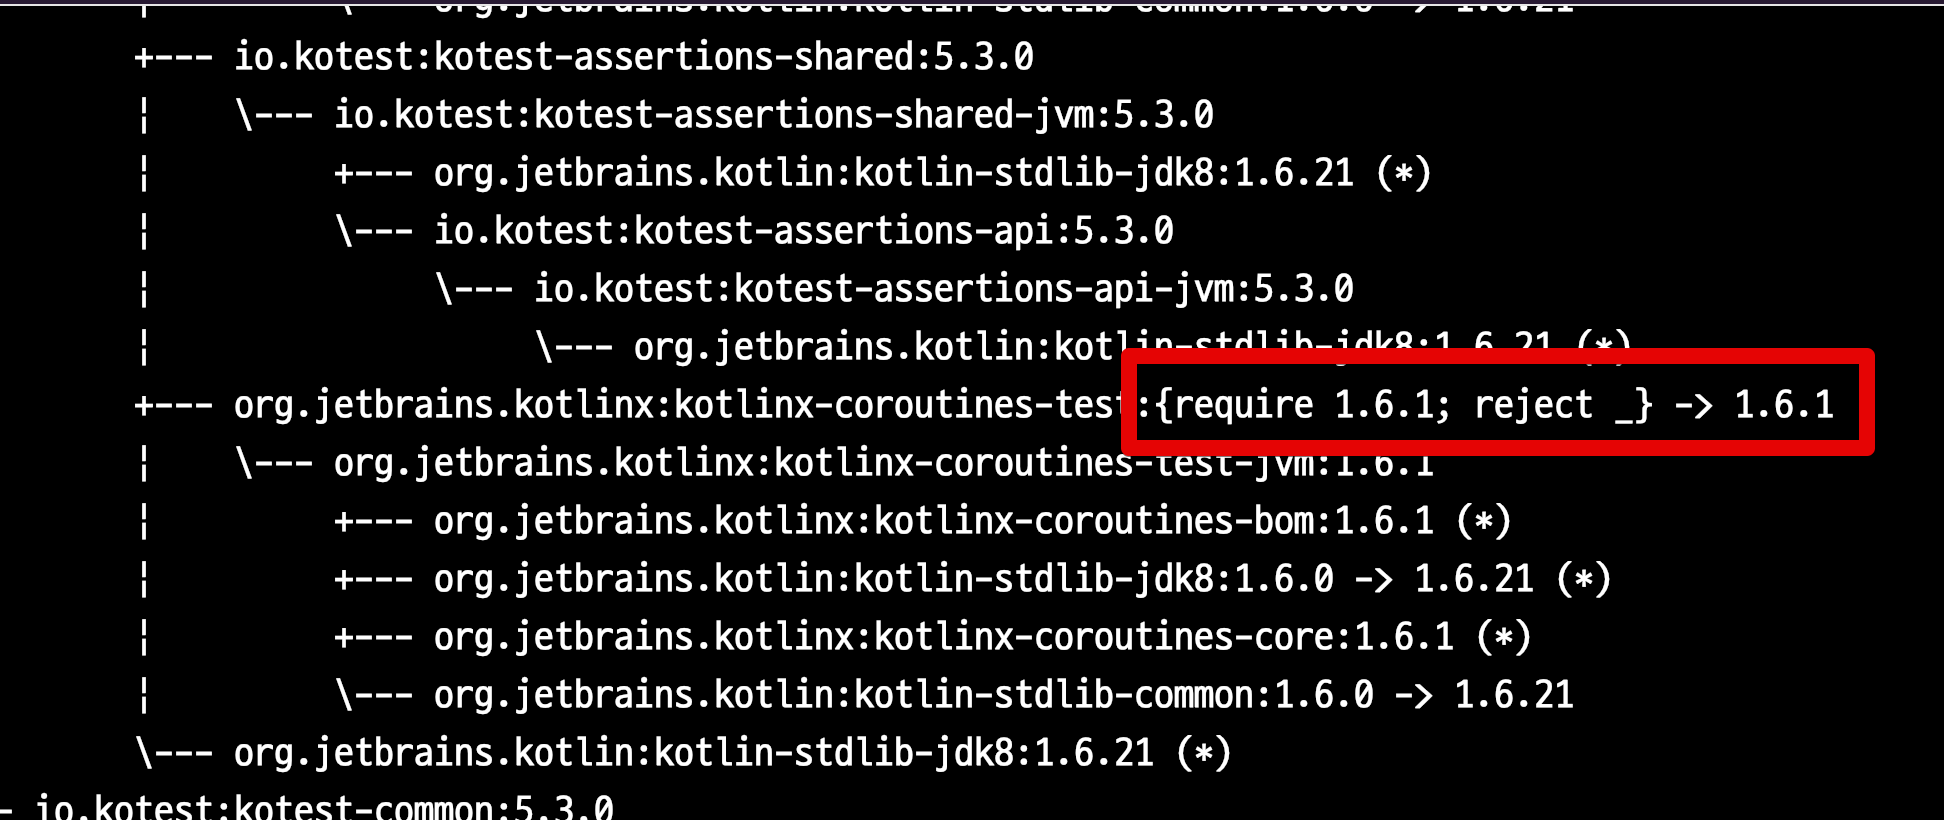 \--- org.jetbrains.kotlin:kotlin-stdlib-common:1.6.0 -> 1.6.21
+--- io.kotest:kotest-assertions-shared:5.3.0
|    \--- io.kotest:kotest-assertions-shared-jvm:5.3.0
|         +--- org.jetbrains.kotlin:kotlin-stdlib-jdk8:1.6.21 (*)
|         \--- io.kotest:kotest-assertions-api:5.3.0
|              \--- io.kotest:kotest-assertions-api-jvm:5.3.0
|                   \--- org.jetbrains.kotlin:kotlin-stdlib-jdk8:1.6.21 (*)
+--- org.jetbrains.kotlinx:kotlinx-coroutines-test:{require 1.6.1; reject _} -> 1.6.1
|    \--- org.jetbrains.kotlinx:kotlinx-coroutines-test-jvm:1.6.1
|         +--- org.jetbrains.kotlinx:kotlinx-coroutines-bom:1.6.1 (*)
|         +--- org.jetbrains.kotlin:kotlin-stdlib-jdk8:1.6.0 -> 1.6.21 (*)
|         +--- org.jetbrains.kotlinx:kotlinx-coroutines-core:1.6.1 (*)
|         \--- org.jetbrains.kotlin:kotlin-stdlib-common:1.6.0 -> 1.6.21
\--- org.jetbrains.kotlin:kotlin-stdlib-jdk8:1.6.21 (*)
- io.kotest:kotest-common:5.3.0